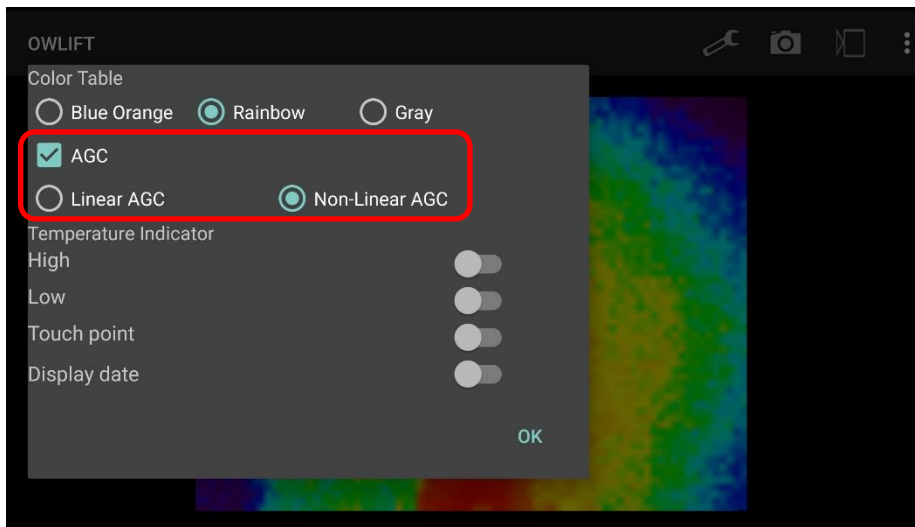 OWLIFT
Color Table
Blue Orange Rainbow Gray
AGC
Linear AGC Non-Linear AGC
Temperature Indicator
High
Low
Touch point
Display date
OK